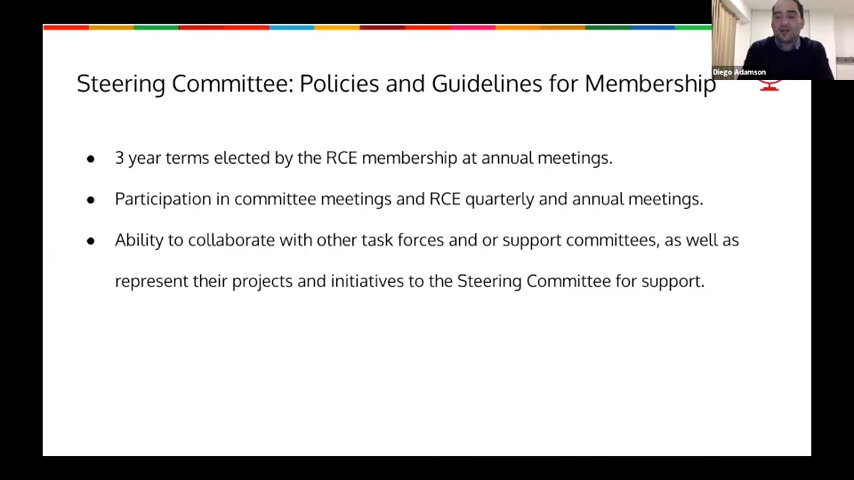 Diego Adamson
Steering Committee: Policies and Guidelines for Membership
● 3 year terms elected by the RCE membership at annual meetings.
● Participation in committee meetings and RCE quarterly and annual meetings.
● Ability to collaborate with other task forces and or support committees, as well as
represent their projects and initiatives to the Steering Committee for support.